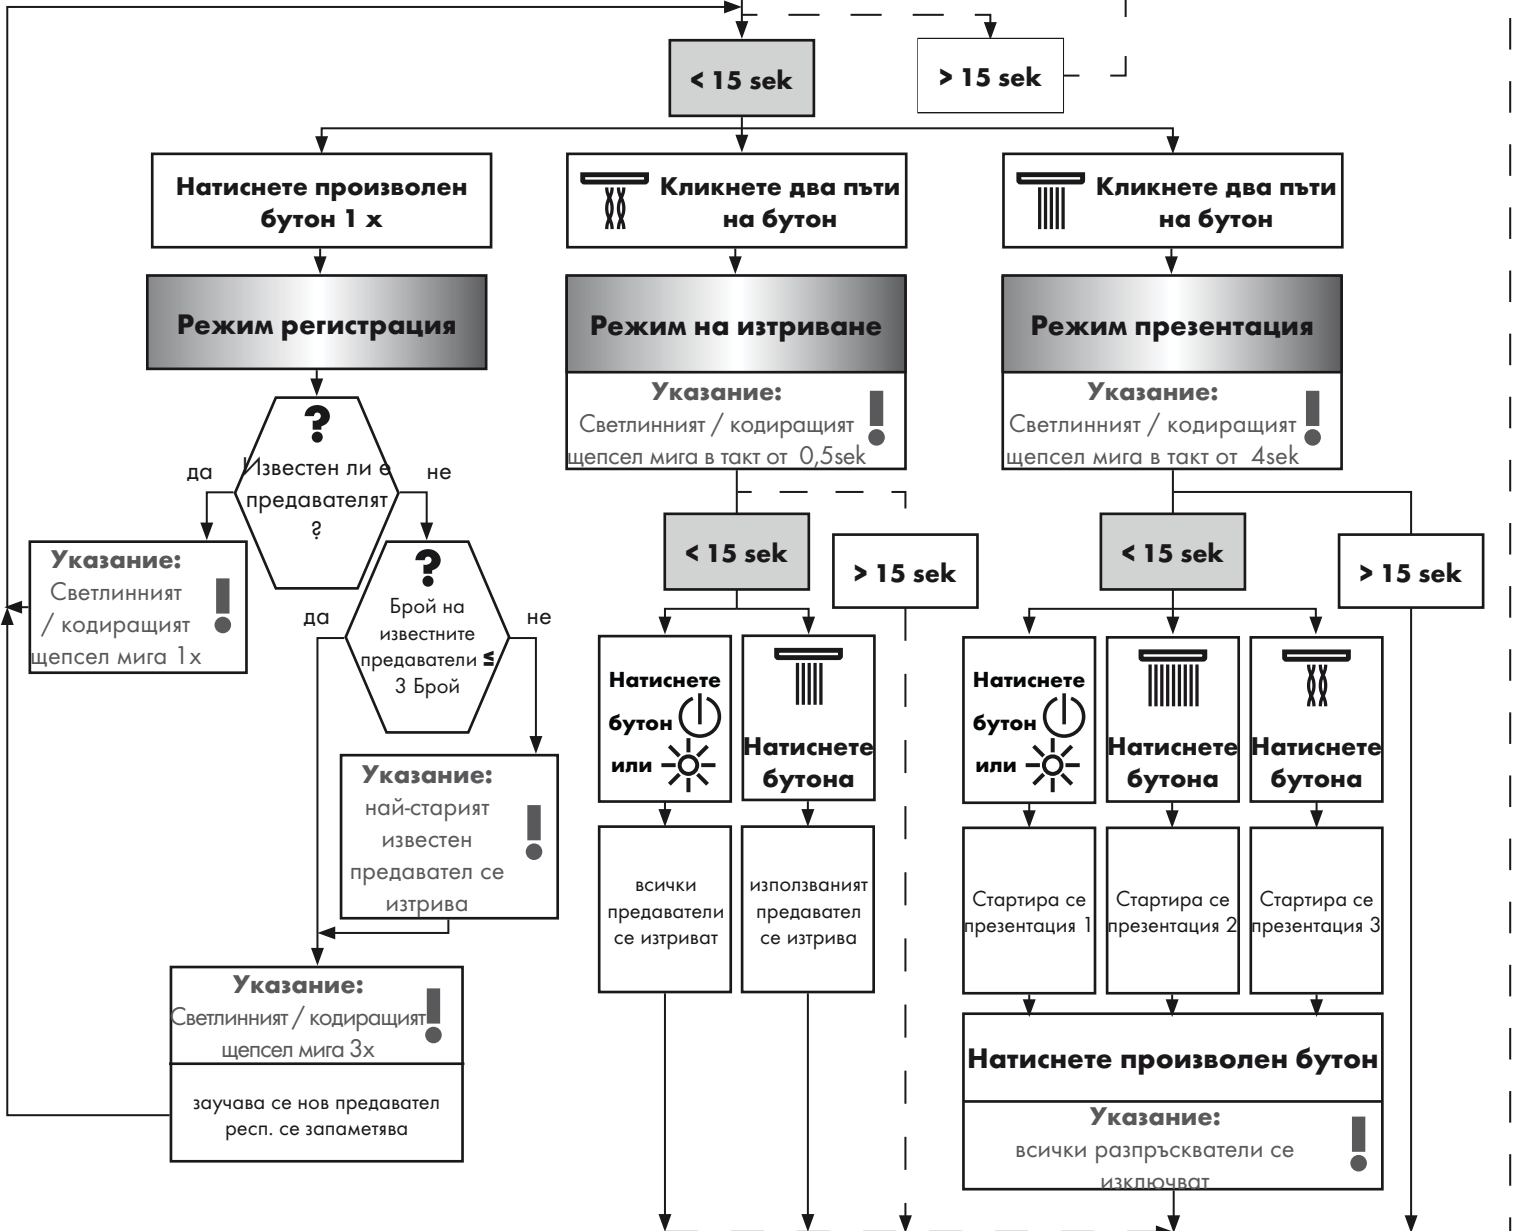 < 15 sek
> 15 sek
Натиснете произволен
бутон 1 x
Кликнете два пъти
на бутон
Кликнете два пъти
на бутон
Режим регистрация
Режим на изтриване
Режим презентация
Указание:
Светлинният / кодиращият
щепсел мига в такт от 0,5sek
Указание:
Светлинният / кодиращият
щепсел мига в такт от 4sek
?
Известен ли е
предавателят
?
да
не
Указание:
Светлинният
/ кодиращият
щепсел мига 1x
?
Брой на
известните
предаватели ≤
3 Брой
да
не
Указание:
най-старият
известен
предавател се
изтрива
Указание:
Светлинният / кодиращият
щепсел мига 3x
заучава се нов предавател
респ. се запаметява
< 15 sek
> 15 sek
Натиснете
бутон
или
Натиснете
бутона
всички
предаватели
се изтриват
използваният
предавател
се изтрива
< 15 sek
> 15 sek
Натиснете
бутон
или
Натиснете
бутона
Натиснете
бутона
Стартира се
презентация 1
Стартира се
презентация 2
Стартира се
презентация 3
Натиснете произволен бутон
Указание:
всички разпръскватели се
изключват